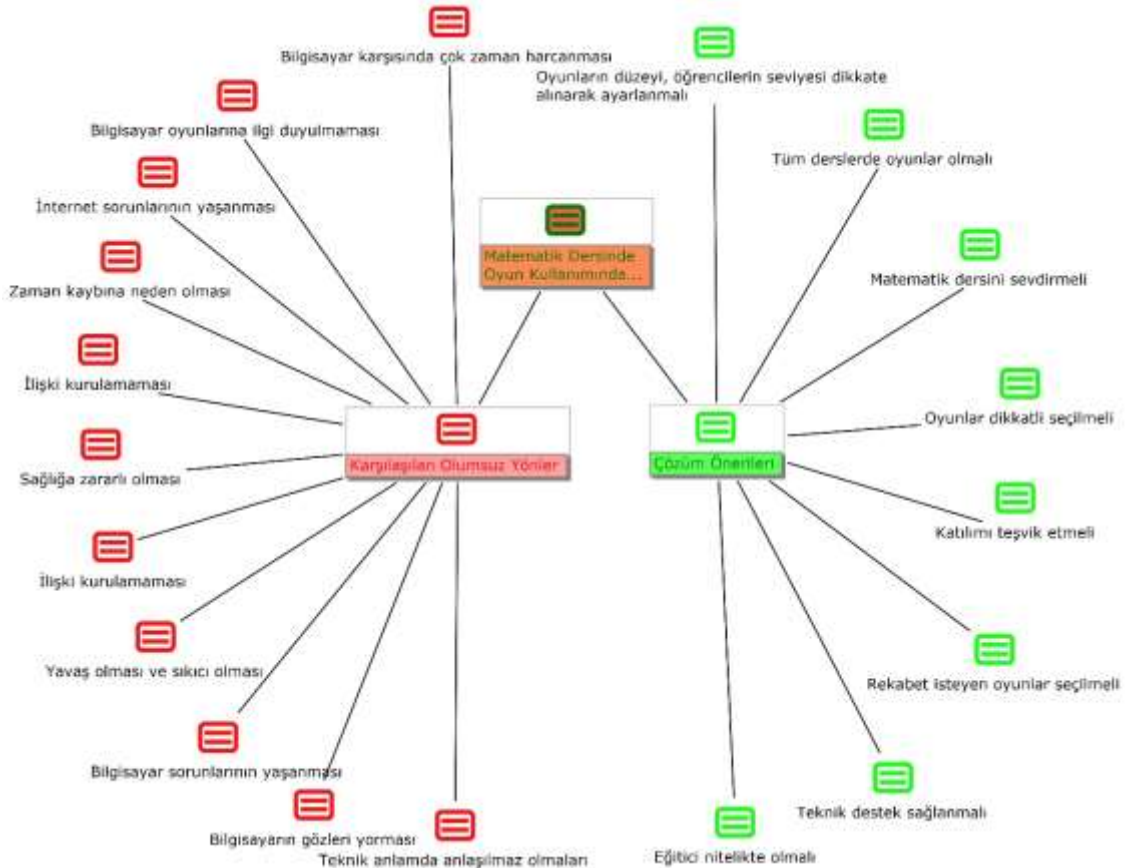 Bilgisayar karşısında çok zaman harcanması
Oyunların düzeyi, öğrencilerin seviyesi dikkate
alınarak ayarlanmalı
Bilgisayar oyunlarına ilgi duyulmaması
Tüm derslerde oyunlar olmalı
İnternet sorunlarının yaşanması
Matematik Dersinde
Oyun Kullanımında...
Matematik dersini sevdirmeli
Zaman kaybına neden olması
İlişki kurulamaması
Oyunlar dikkatli seçilmeli
Karşılaşılan Olumsuz Yönler
Çözüm Önerileri
Sağlığa zararlı olması
Katılımı teşvik etmeli
İlişki kurulamaması
Yavaş olması ve sıkıcı olması
Rekabet isteyen oyunlar seçilmeli
Bilgisayar sorunlarının yaşanması
Teknik destek sağlanmalı
Bilgisayarın gözleri yorması
Teknik anlamda anlaşılmaz olmaları
Eğitici nitelikte olmalı